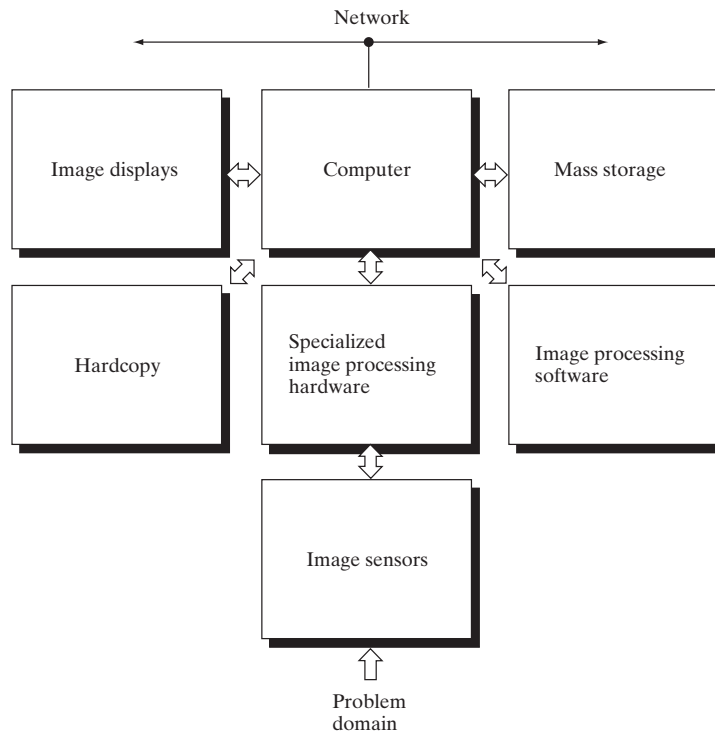 Network
Image displays
Computer
Mass storage
Hardcopy
Specialized
image processing
hardware
Image processing
software
Image sensors
Problem
domain